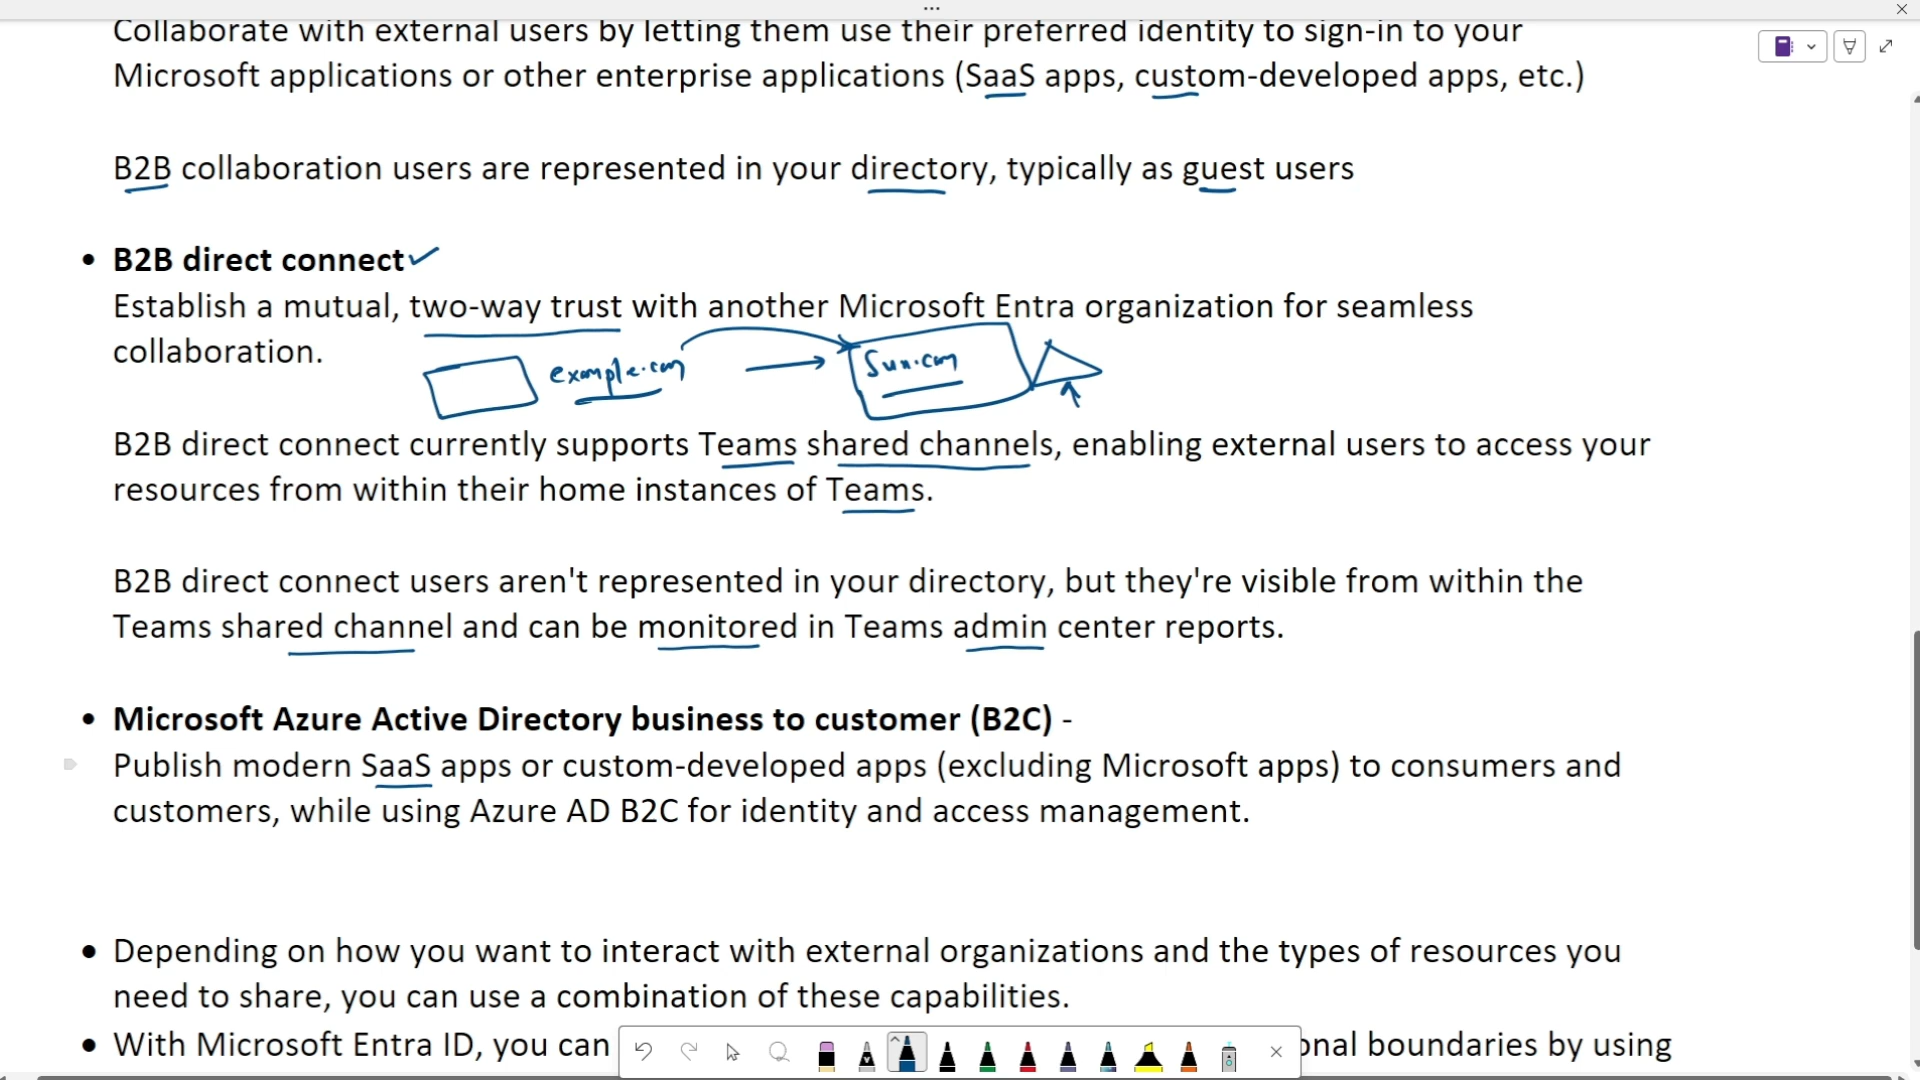 Collaborate with external users by letting them use their preferred identity to sign-in to your
Microsoft applications or other enterprise applications (SaaS apps, custom-developed apps, etc.)
B2B collaboration users are represented in your directory, typically as guest users
• B2B direct connect
Establish a mutual, two-way trust with another Microsoft Entra organization for seamless
collaboration.
example.com
Sun.com
B2B direct connect currently supports Teams shared channels, enabling external users to access your
resources from within their home instances of Teams.
B2B direct connect users aren't represented in your directory, but they're visible from within the
Teams shared channel and can be monitored in Teams admin center reports.
• Microsoft Azure Active Directory business to customer (B2C) -
Publish modern SaaS apps or custom-developed apps (excluding Microsoft apps) to consumers and
customers, while using Azure AD B2C for identity and access management.
• Depending on how you want to interact with external organizations and the types of resources you
need to share, you can use a combination of these capabilities.
• With Microsoft Entra ID, you can onal boundaries by using